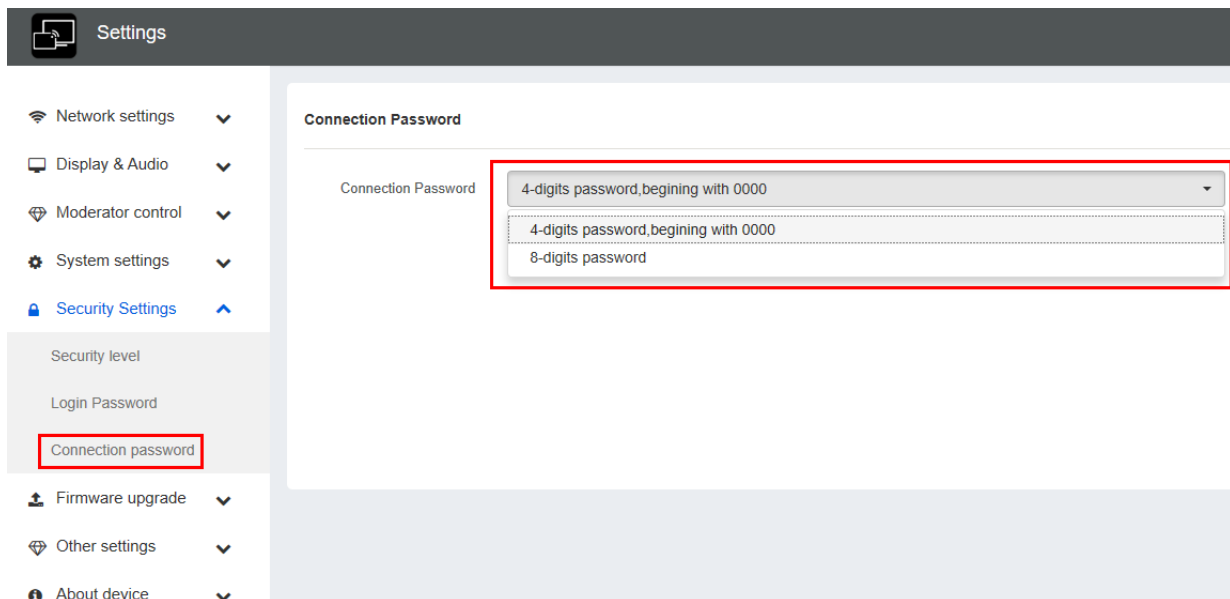 Settings
Network settings
Display & Audio
Moderator control
System settings
Security Settings
Security level
Login Password
Connection password
Firmware upgrade
Other settings
About device
Connection Password
Connection Password
4-digits password,begining with 0000
4-digits password,begining with 0000
8-digits password